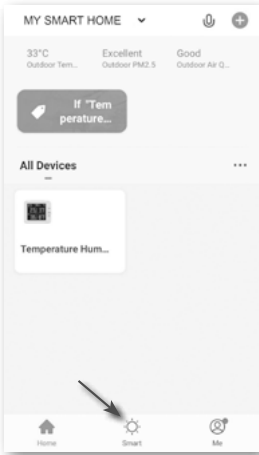 MY SMART HOME
33°C Excellent Good
Outdoor Tem... Outdoor PM2.5 Outdoor Air Q...
If "Tem
perature...
All Devices
Temperature Hum...
Home Smart Me